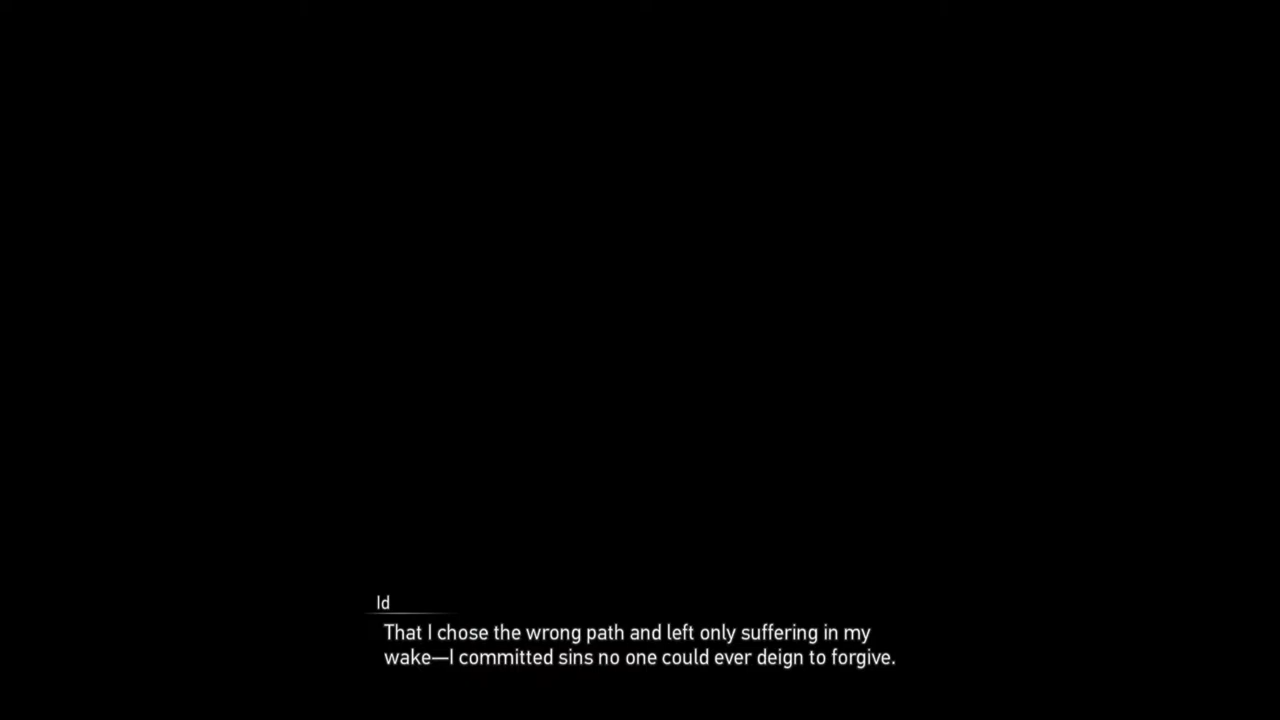 Id
That I chose the wrong path and left only suffering in my
wake—I committed sins no one could ever deign to forgive.